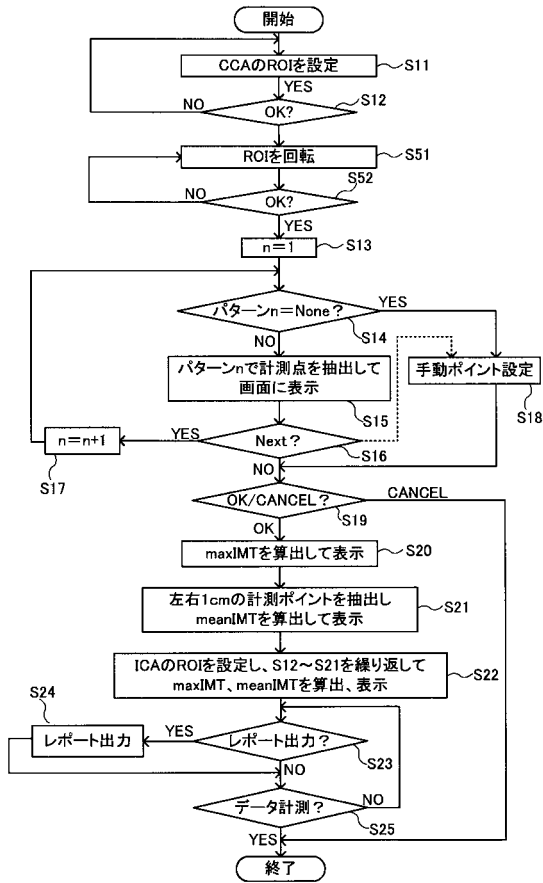 開始
CCAのROIを設定
S11
YES
NO
S12
OK?
ROIを回転
S51
NO
S52
OK?
YES
n=1
S13
パターンn=None?
YES
S14
NO
パターンnで計測点を抽出して
画面に表示
S15
手動ポイント設定
S18
n=n+1
S17
YES
Next?
S16
NO
OK/CANCEL?
CANCEL
S19
OK
maxIMTを算出して表示
S20
左右1cmの計測ポイントを抽出し
meanIMTを算出して表示
S21
ICAのROIを設定し、S12～S21を繰り返して
maxIMT、meanIMTを算出、表示
S22
S24
レポート出力
YES
レポート出力?
S23
NO
データ計測?
NO
S25
YES
終了